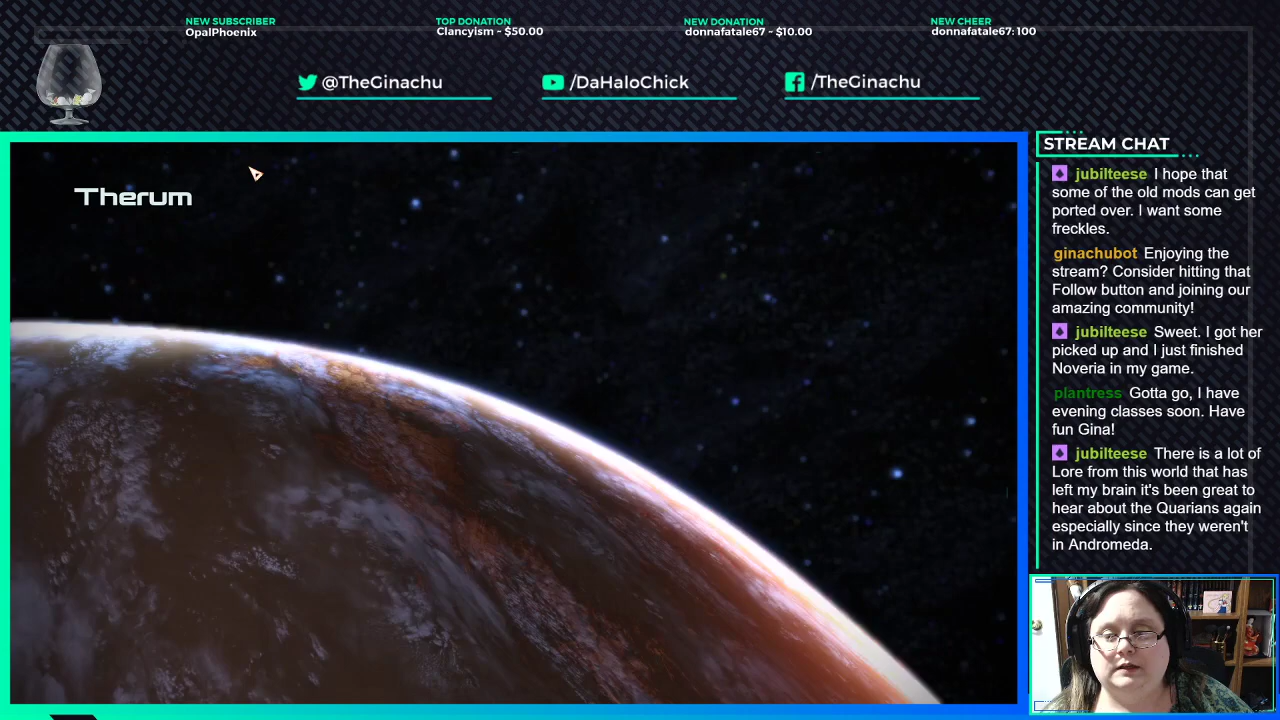 NEW SUBSCRIBER
OpalPhoenix
TOP DONATION
Clancyism - $50.00
NEW DONATION
donnafatale67 - $10.00
NEW CHEER
donnafatale67: 100
@TheGinachu
/DaHaloChick
/TheGinachu
Therum
STREAM CHAT
jubilteese I hope that
some of the old mods can get
ported over. I want some
freckles.
ginachubot Enjoying the
stream? Consider hitting that
Follow button and joining our
amazing community!
jubilteese Sweet. I got her
picked up and I just finished
Noveria in my game.
plantress Gotta go, I have
evening classes soon. Have
fun Gina!
jubilteese There is a lot of
Lore from this world that has
left my brain it's been great to
hear about the Quarians again
especially since they weren't
in Andromeda.